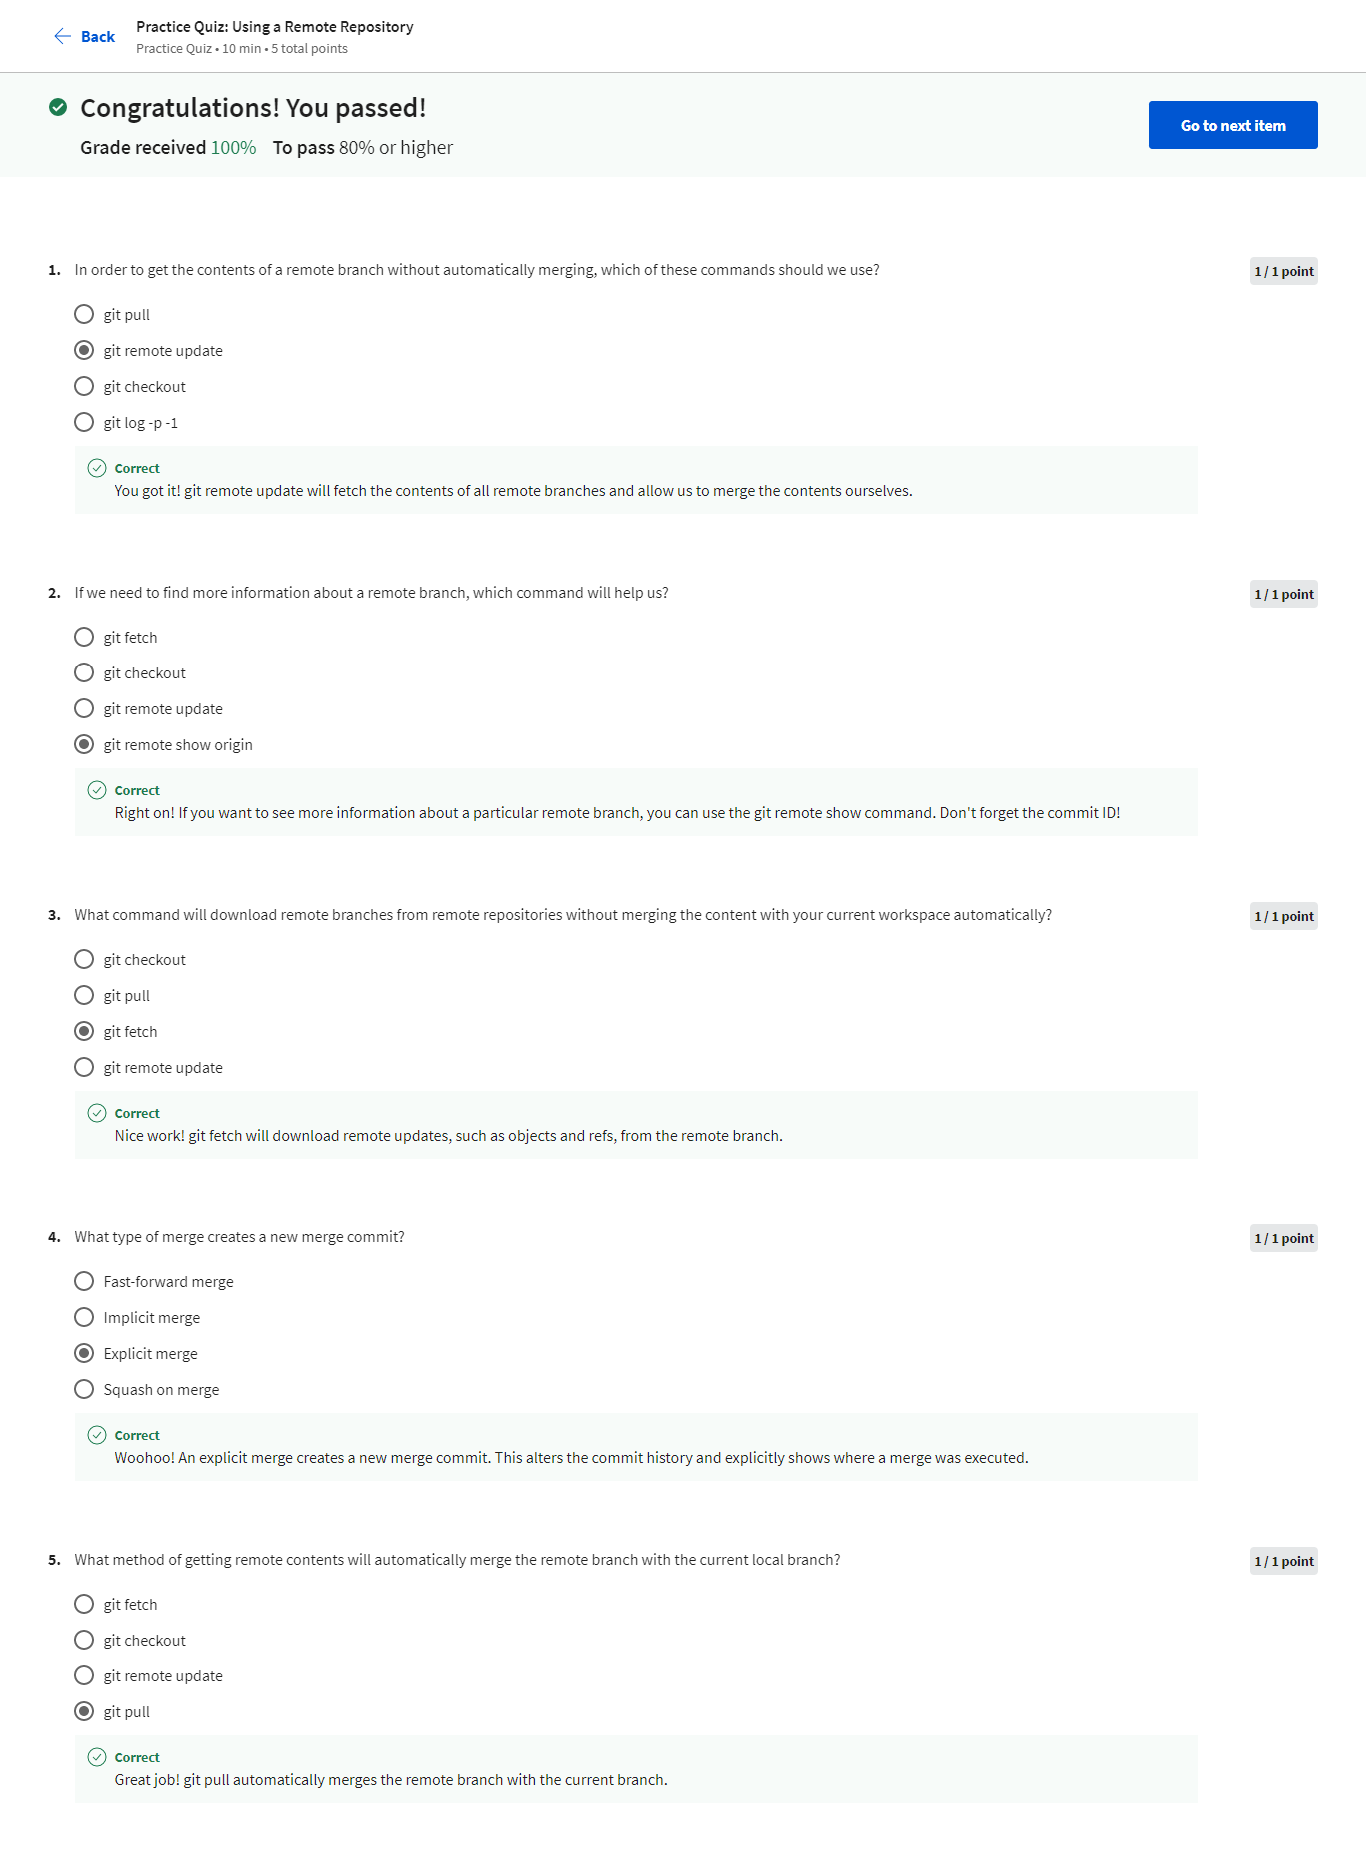 Back
Practice Quiz: Using a Remote Repository
Practice Quiz • 10 min • 5 total points
Congratulations! You passed!
Grade received 100% To pass 80% or higher
Go to next item
1. In order to get the contents of a remote branch without automatically merging, which of these commands should we use?
1 / 1 point
git pull
git remote update
git checkout
git log -p -1
Correct
You got it! git remote update will fetch the contents of all remote branches and allow us to merge the contents ourselves.
2. If we need to find more information about a remote branch, which command will help us?
1 / 1 point
git fetch
git checkout
git remote update
git remote show origin
Correct
Right on! If you want to see more information about a particular remote branch, you can use the git remote show command. Don't forget the commit ID!
3. What command will download remote branches from remote repositories without merging the content with your current workspace automatically?
1 / 1 point
git checkout
git pull
git fetch
git remote update
Correct
Nice work! git fetch will download remote updates, such as objects and refs, from the remote branch.
4. What type of merge creates a new merge commit?
1 / 1 point
Fast-forward merge
Implicit merge
Explicit merge
Squash on merge
Correct
Woohoo! An explicit merge creates a new merge commit. This alters the commit history and explicitly shows where a merge was executed.
5. What method of getting remote contents will automatically merge the remote branch with the current local branch?
1 / 1 point
git fetch
git checkout
git remote update
git pull
Correct
Great job! git pull automatically merges the remote branch with the current branch.